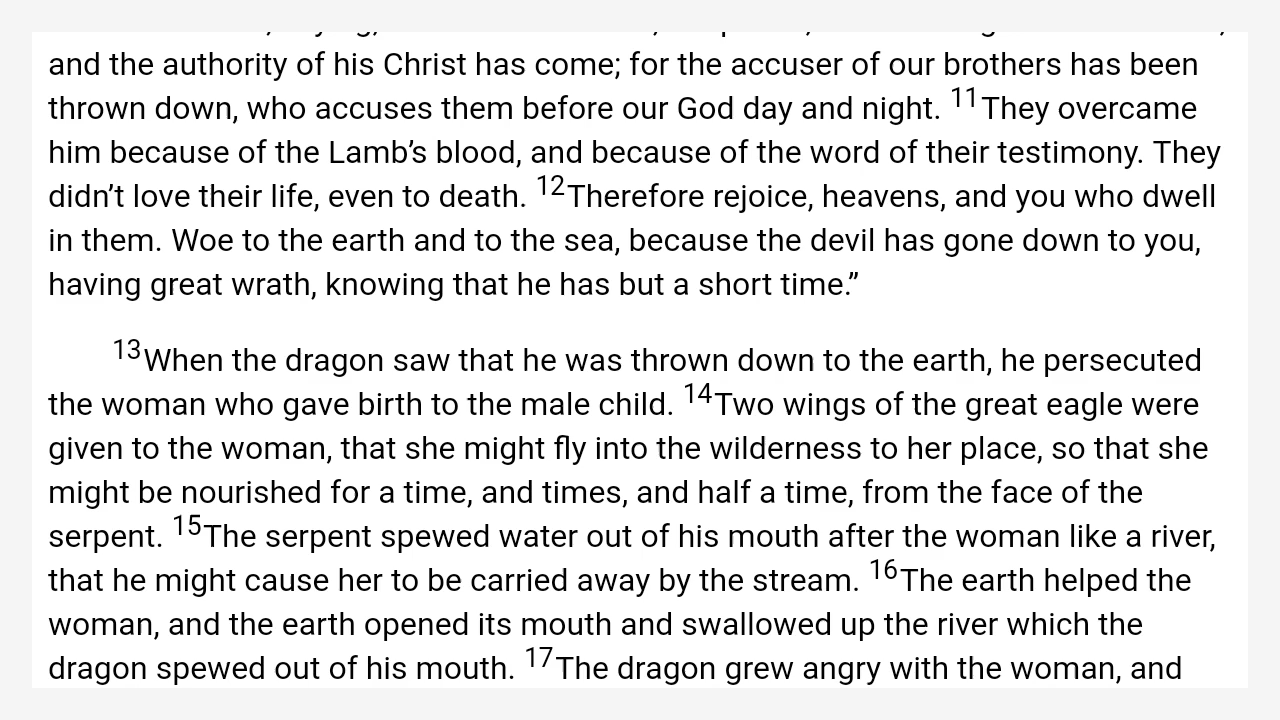 and the authority of his Christ has come; for the accuser of our brothers has been
thrown down, who accuses them before our God day and night. 11They overcame
him because of the Lamb’s blood, and because of the word of their testimony. They
didn’t love their life, even to death. 12Therefore rejoice, heavens, and you who dwell
in them. Woe to the earth and to the sea, because the devil has gone down to you,
having great wrath, knowing that he has but a short time.”
13When the dragon saw that he was thrown down to the earth, he persecuted
the woman who gave birth to the male child. 14Two wings of the great eagle were
given to the woman, that she might fly into the wilderness to her place, so that she
might be nourished for a time, and times, and half a time, from the face of the
serpent. 15The serpent spewed water out of his mouth after the woman like a river,
that he might cause her to be carried away by the stream. 16The earth helped the
woman, and the earth opened its mouth and swallowed up the river which the
dragon spewed out of his mouth. 17The dragon grew angry with the woman, and